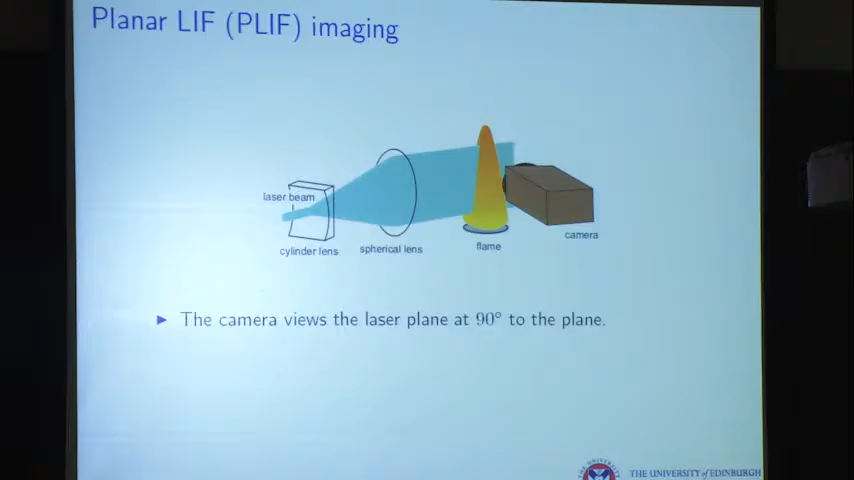 Planar LIF (PLIF) imaging
laser beam
cylinder lens
spherical lens
flame
camera
▶ The camera views the laser plane at 90° to the plane.
THE UNIVERSITY of EDINBURGH